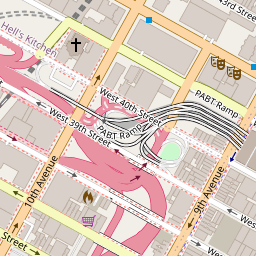 43rd Street
Hell's Kitchen
West 40th Street
PABT Ramp
PABT Ramp
West 39th Street
10th Avenue
9th Avenue
Street